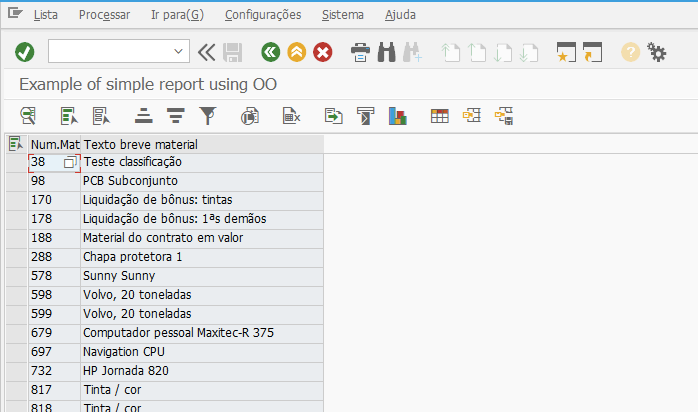 Lista Processar Ir para(G) Configurações Sistema Ajuda
Example of simple report using OO
Num.Mat Texto breve material
38 Teste classificação
98 PCB Subconjunto
170 Liquidação de bônus: tintas
178 Liquidação de bônus: 1ªs demãos
188 Material do contrato em valor
288 Chapa protetora 1
578 Sunny Sunny
598 Volvo, 20 toneladas
599 Volvo, 20 toneladas
679 Computador pessoal Maxitec-R 375
697 Navigation CPU
732 HP Jornada 820
817 Tinta / cor
818 Tinta / cor